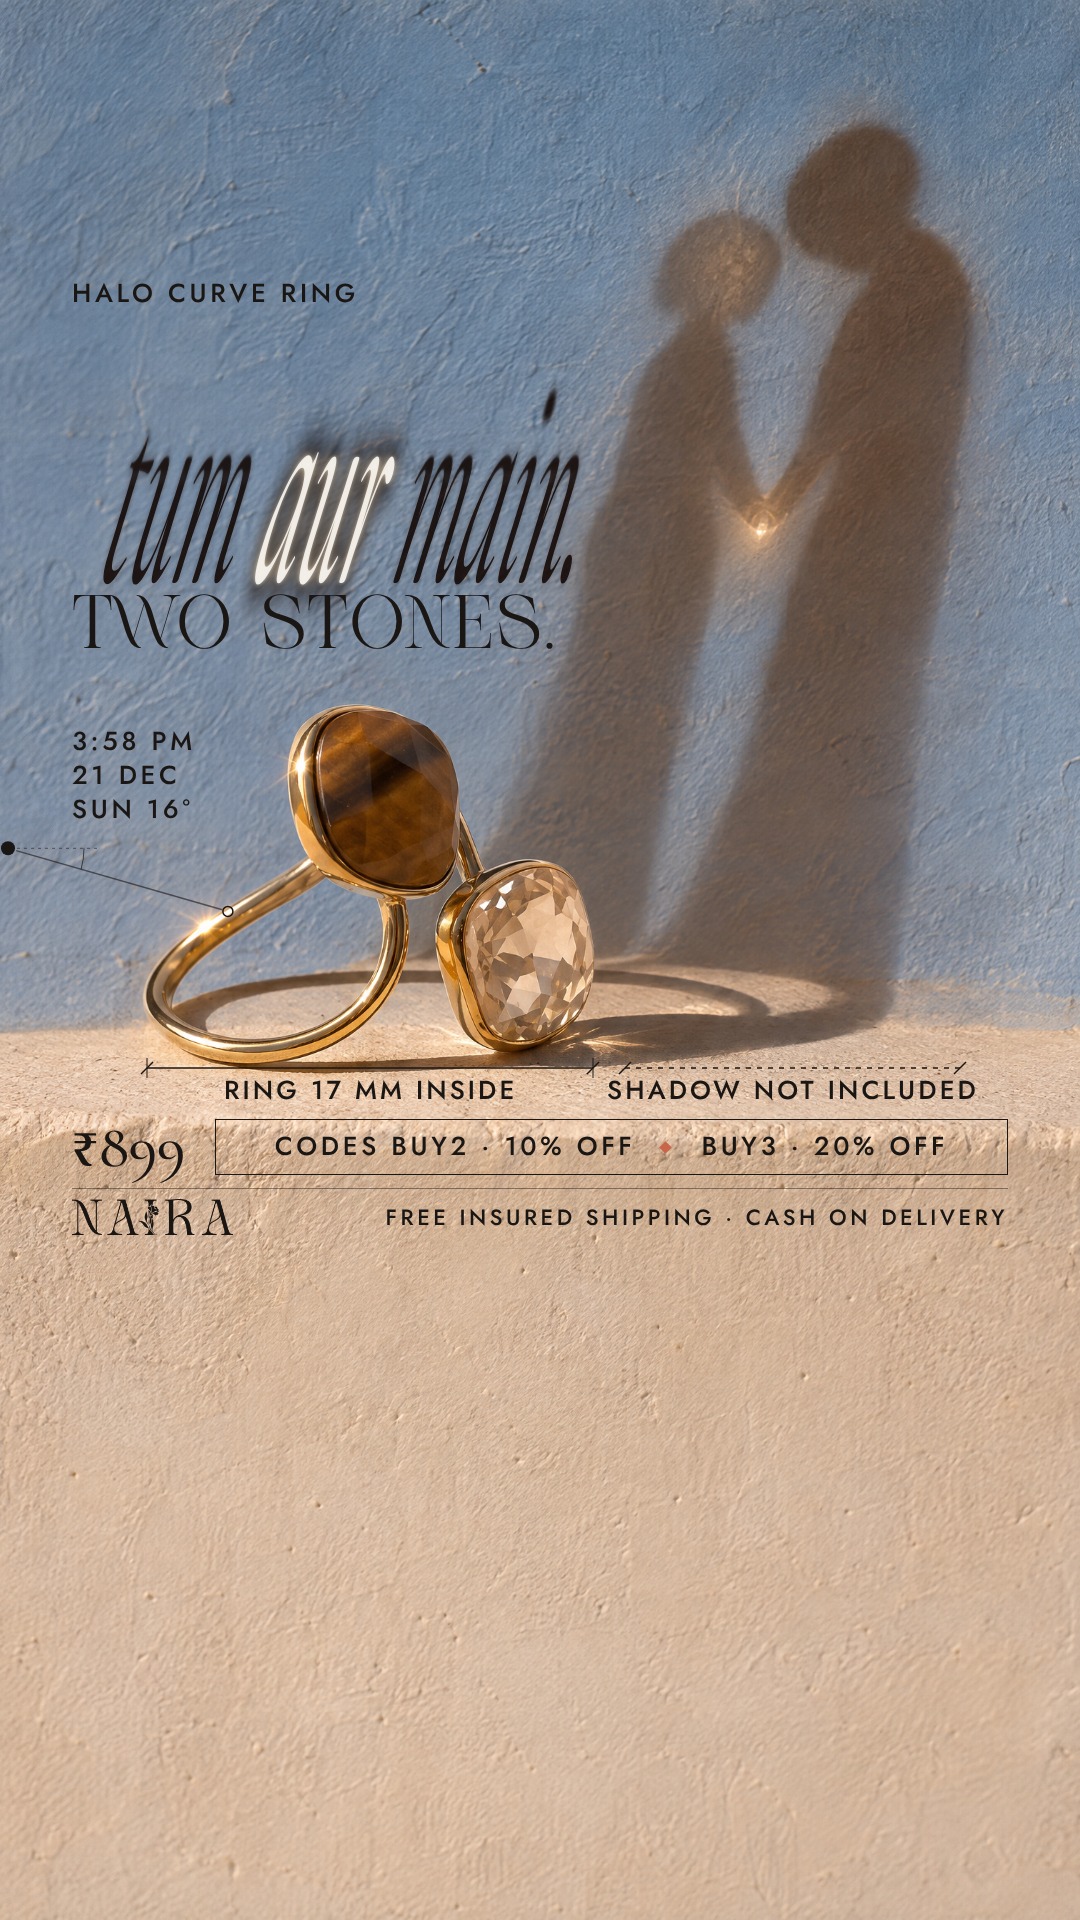 HALO CURVE RING
tum aur main.
TWO STONES.
3:58 PM
21 DEC
SUN 16°
RING 17 MM INSIDE
SHADOW NOT INCLUDED
₹899
CODES BUY2 · 10% OFF ◆ BUY3 · 20% OFF
NAIRA
FREE INSURED SHIPPING · CASH ON DELIVERY